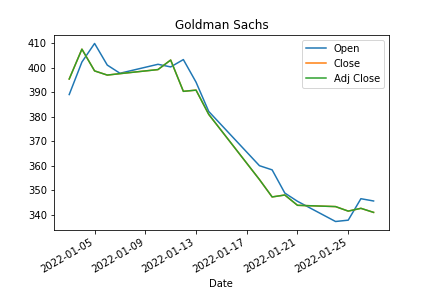 Goldman Sachs
410
400
390
380
370
360
350
340
Open
Close
Adj Close
2022-01-05
2022-01-09
2022-01-13
2022-01-17
2022-01-21
2022-01-25
Date